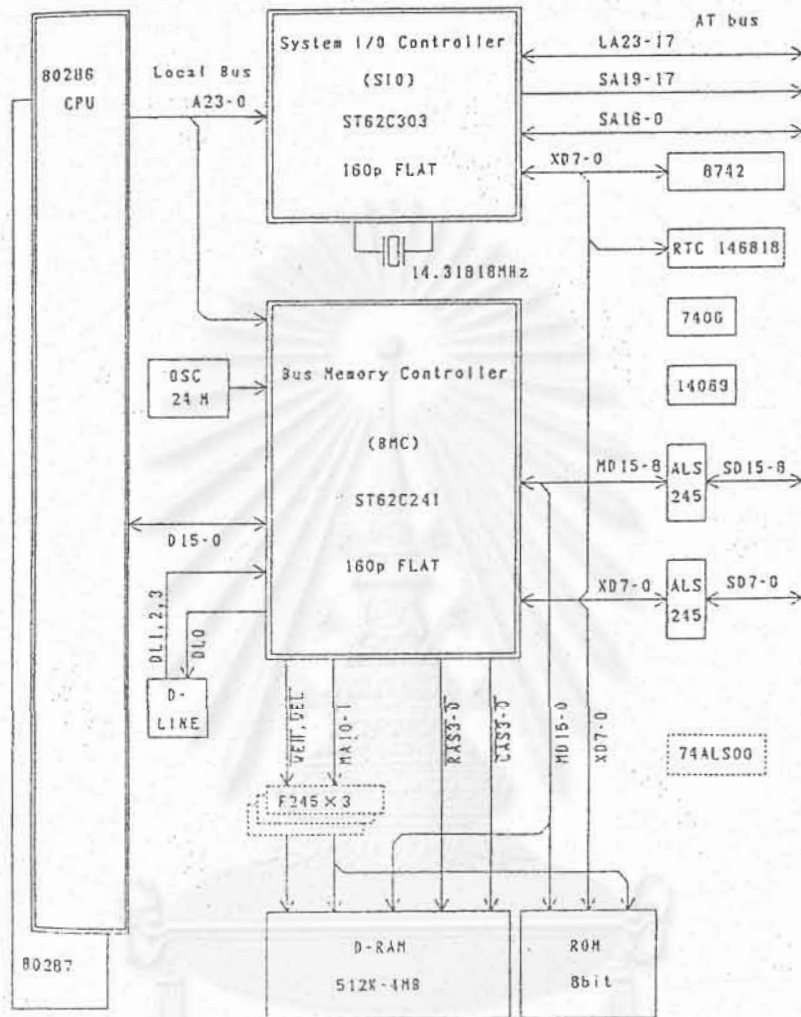 System I/O Controller
(SIO)
ST62C303
160p FLAT
AT bus
LA23-17
SA19-17
SA16-0
XD7-0
8742
RTC 146818
7406
14069
80286
CPU
Local Bus
A23-0
14.31818MHz
OSC
24 M
Bus Memory Controller
(BMC)
ST62C241
160p FLAT
D15-0
DL1,2,3
DL0
D-
LINE
MD15-8
ALS
245
SD15-8
XD7-0
ALS
245
SD7-0
WEH,WEL
MA10-1
RAS3-0
CAS3-0
MD15-0
XD7-0
74ALS00
F245×3
D-RAM
512K-4MB
ROM
8bit
80287